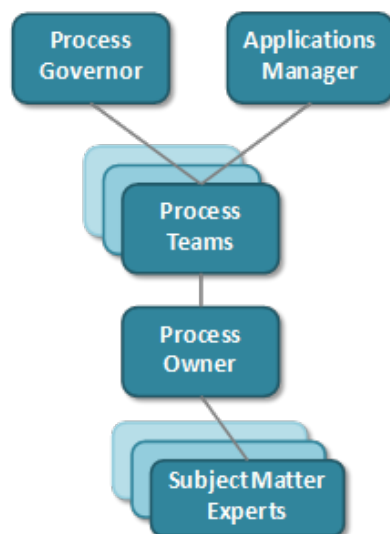 Process
Governor
Applications
Manager
Process
Teams
Process
Owner
Subject Matter
Experts